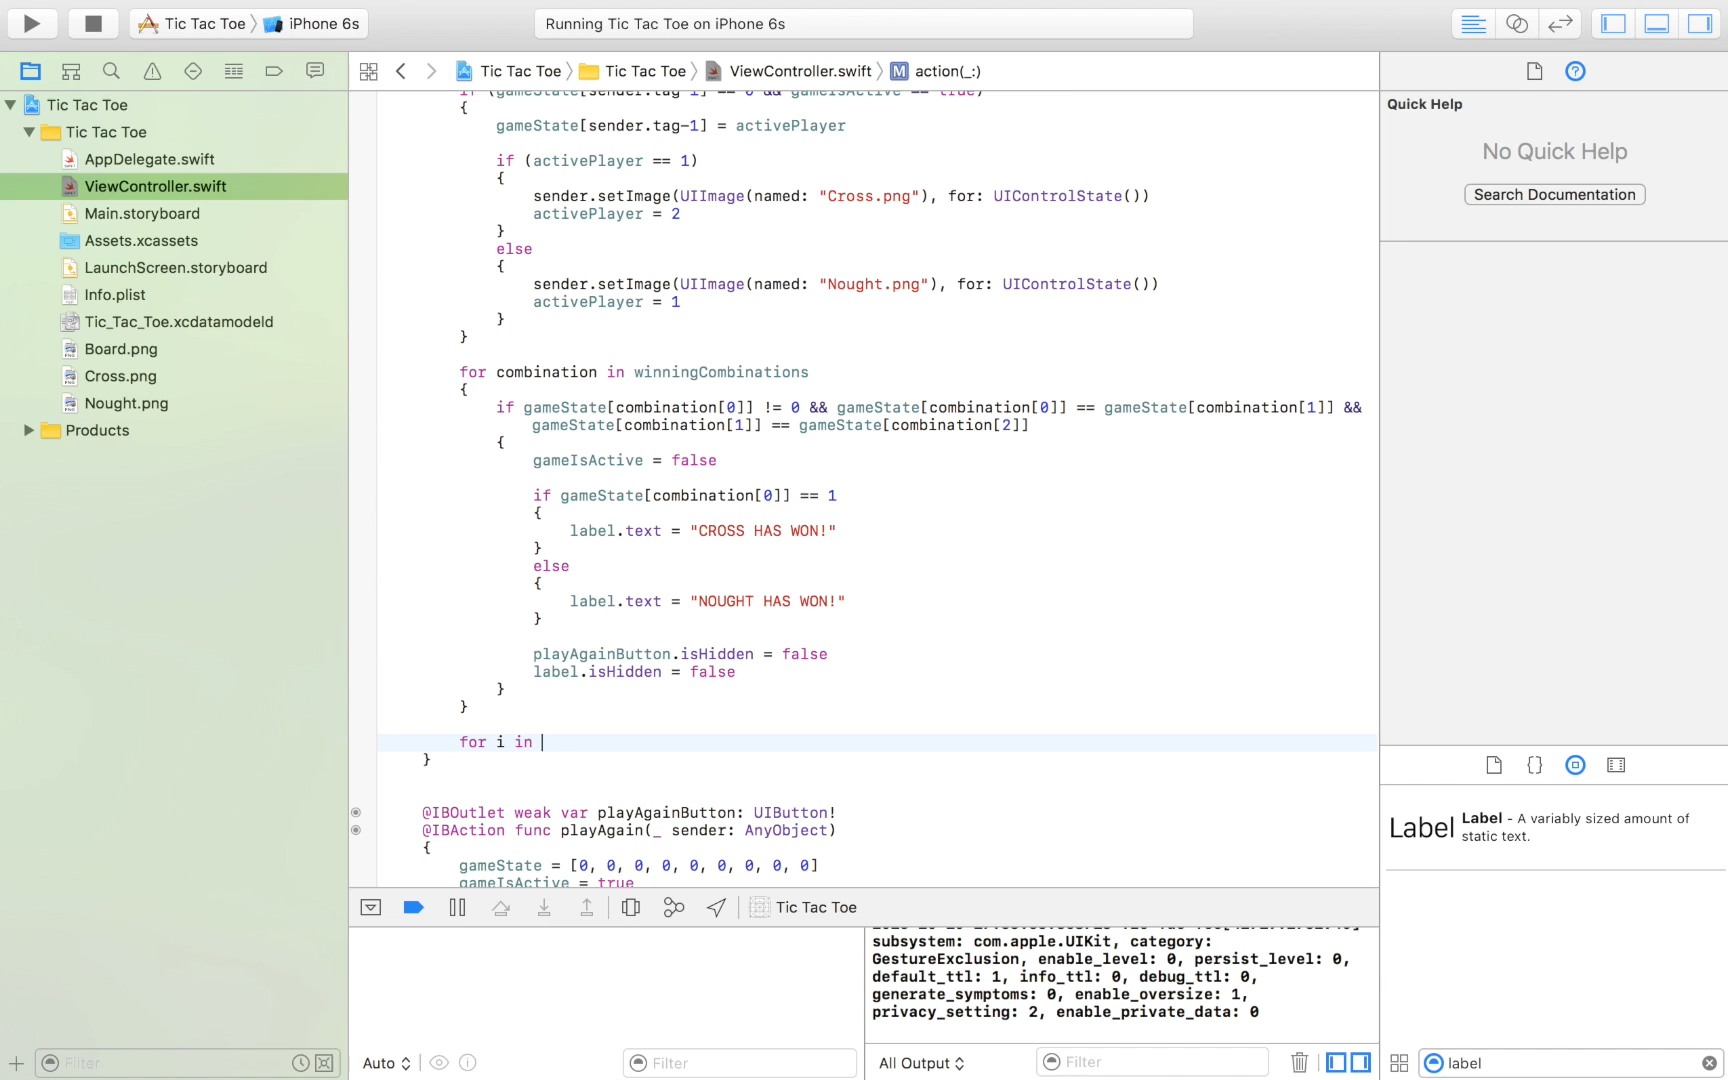 Tic Tac Toe iPhone 6s
Running Tic Tac Toe on iPhone 6s
Tic Tac Toe Tic Tac Toe ViewController.swift M action(_:)
Tic Tac Toe
Tic Tac Toe
AppDelegate.swift
ViewController.swift
Main.storyboard
Assets.xcassets
LaunchScreen.storyboard
Info.plist
Tic_Tac_Toe.xcdatamodeld
Board.png
Cross.png
Nought.png
Products
Filter
if (gameState[sender.tag-1] == 0 && gameIsActive == true)
{
gameState[sender.tag-1] = activePlayer
if (activePlayer == 1)
{
sender.setImage(UIImage(named: "Cross.png"), for: UIControlState())
activePlayer = 2
}
else
{
sender.setImage(UIImage(named: "Nought.png"), for: UIControlState())
activePlayer = 1
}
}
for combination in winningCombinations
{
if gameState[combination[0]] != 0 && gameState[combination[0]] == gameState[combination[1]] &&
gameState[combination[1]] == gameState[combination[2]]
{
gameIsActive = false
if gameState[combination[0]] == 1
{
label.text = "CROSS HAS WON!"
}
else
{
label.text = "NOUGHT HAS WON!"
}
playAgainButton.isHidden = false
label.isHidden = false
}
}
for i in
}
@IBOutlet weak var playAgainButton: UIButton!
@IBAction func playAgain(_ sender: AnyObject)
{
gameState = [0, 0, 0, 0, 0, 0, 0, 0, 0]
gameIsActive = true
Tic Tac Toe
subsystem: com.apple.UIKit, category:
GestureExclusion, enable_level: 0, persist_level: 0,
default_ttl: 1, info_ttl: 0, debug_ttl: 0,
generate_symptoms: 0, enable_oversize: 1,
privacy_setting: 2, enable_private_data: 0
Auto
Filter
All Output
Filter
Quick Help
No Quick Help
Search Documentation
Label Label - A variably sized amount of
static text.
label